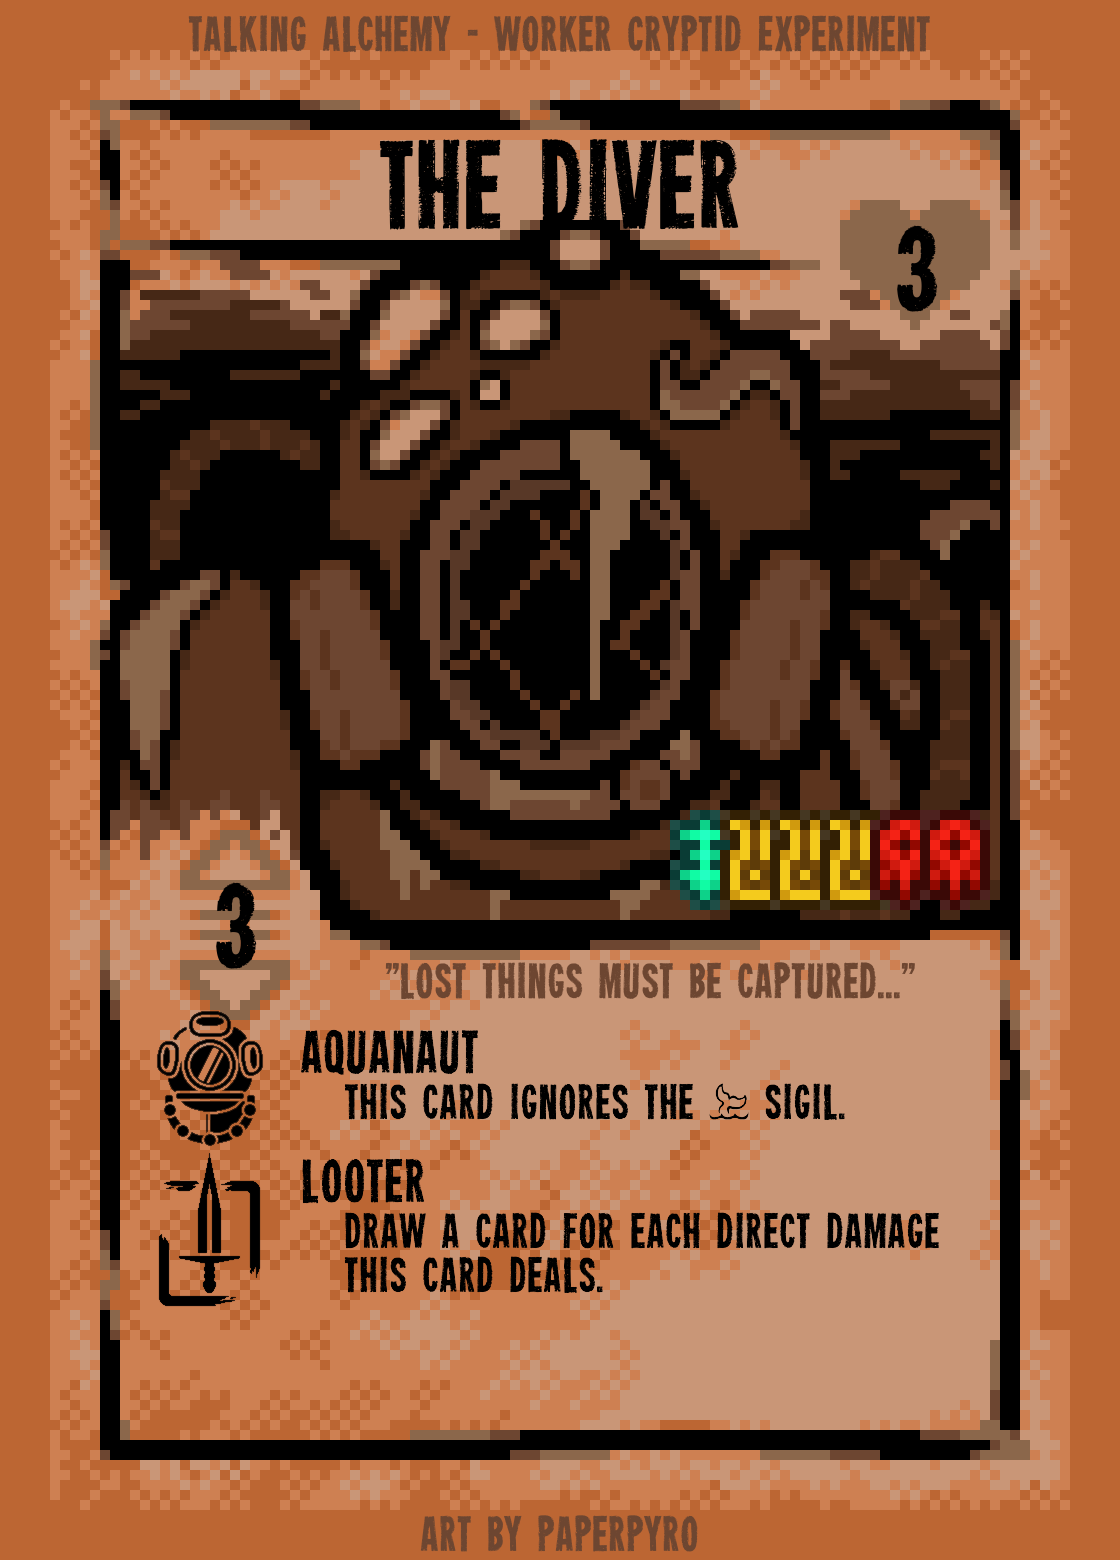 TALKING ALCHEMY - WORKER CRYPTID EXPERIMENT
THE DIVER
3
3
"LOST THINGS MUST BE CAPTURED..."
AQUANAUT
THIS CARD IGNORES THE SIGIL.
LOOTER
DRAW A CARD FOR EACH DIRECT DAMAGE
THIS CARD DEALS.
ART BY PAPERPYRO